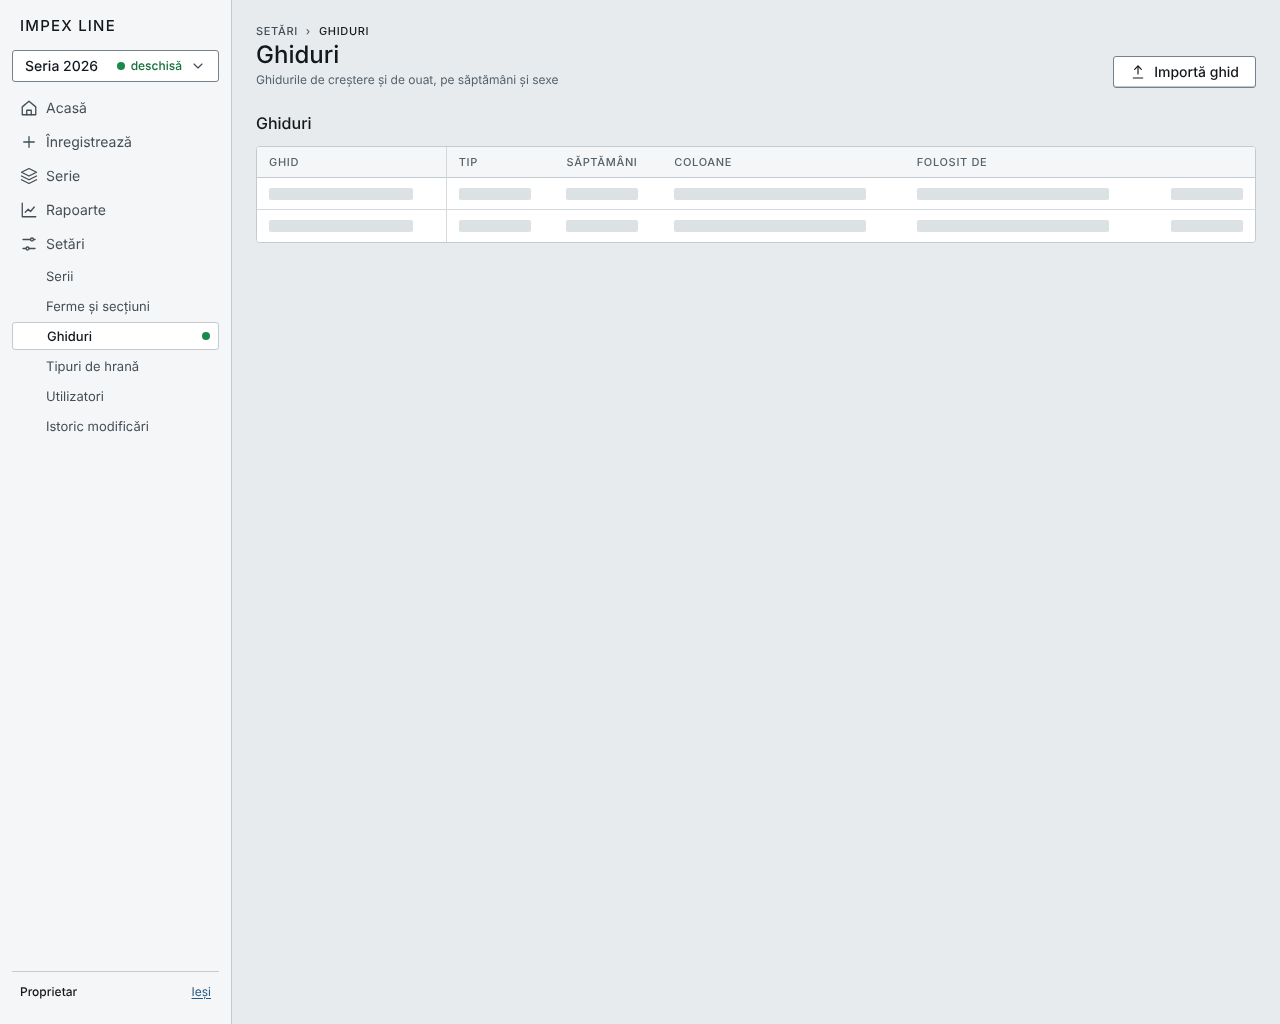 IMPEX LINE
Seria 2026 deschisă
Acasă
Înregistrează
Serie
Rapoarte
Setări
Serii
Ferme și secțiuni
Ghiduri
Tipuri de hrană
Utilizatori
Istoric modificări
Proprietar Ieși
SETĂRI › GHIDURI
Ghiduri
Ghidurile de creștere și de ouat, pe săptămâni și sexe
Importă ghid
Ghiduri
GHID TIP SĂPTĂMÂNI COLOANE FOLOSIT DE